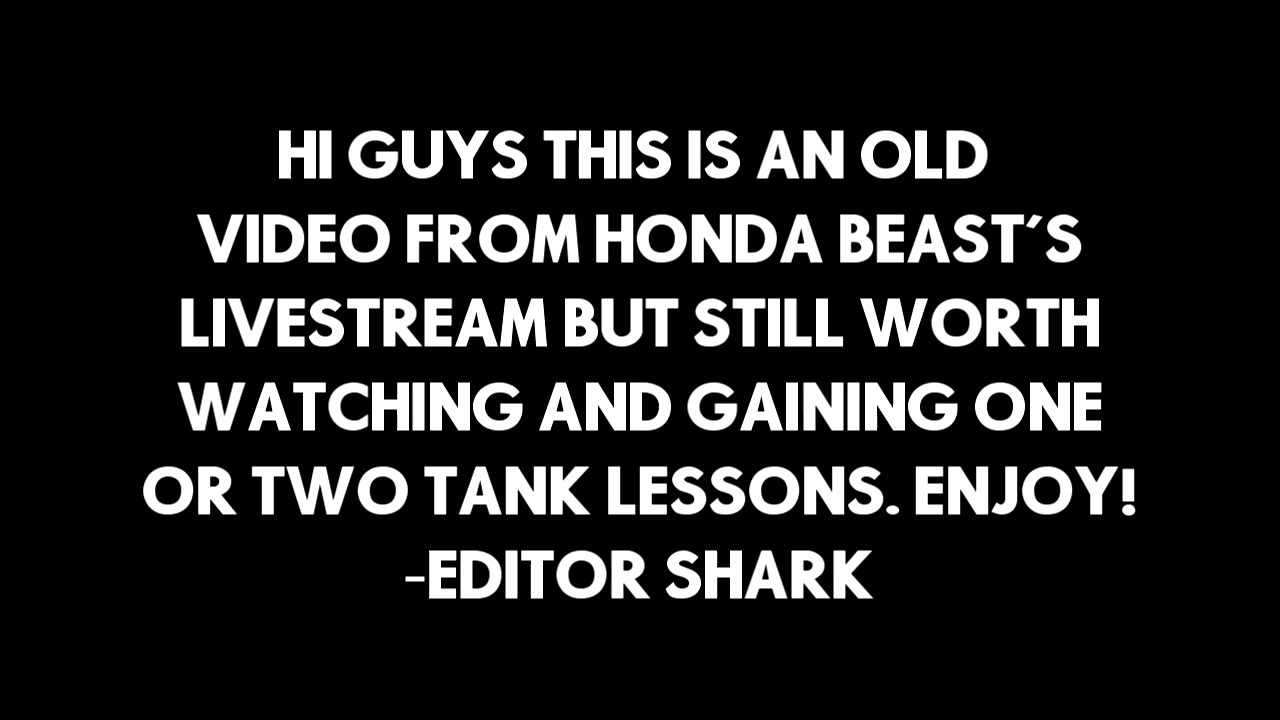 HI GUYS THIS IS AN OLD
VIDEO FROM HONDA BEAST'S
LIVESTREAM BUT STILL WORTH
WATCHING AND GAINING ONE
OR TWO TANK LESSONS. ENJOY!
-EDITOR SHARK